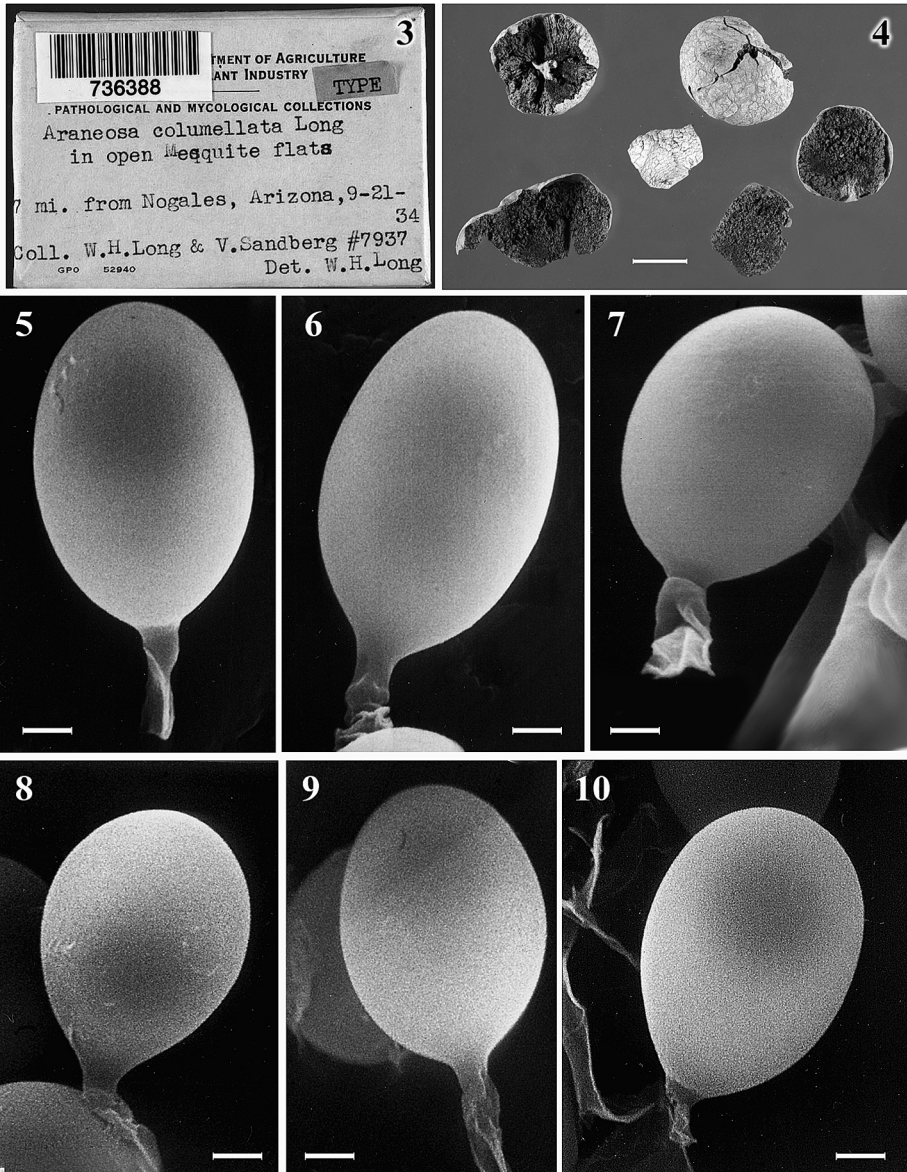 3
736388
TMENT OF AGRICULTURE
ANT INDUSTRY
TYPE
PATHOLOGICAL AND MYCOLOGICAL COLLECTIONS
Araneosa columellata Long
in open Mesquite flats
7 mi. from Nogales, Arizona,9-21-
34
Coll. W.H.Long & V.Sandberg #7937
GPO 52940
Det. W.H.Long
4
5
6
7
8
9
10